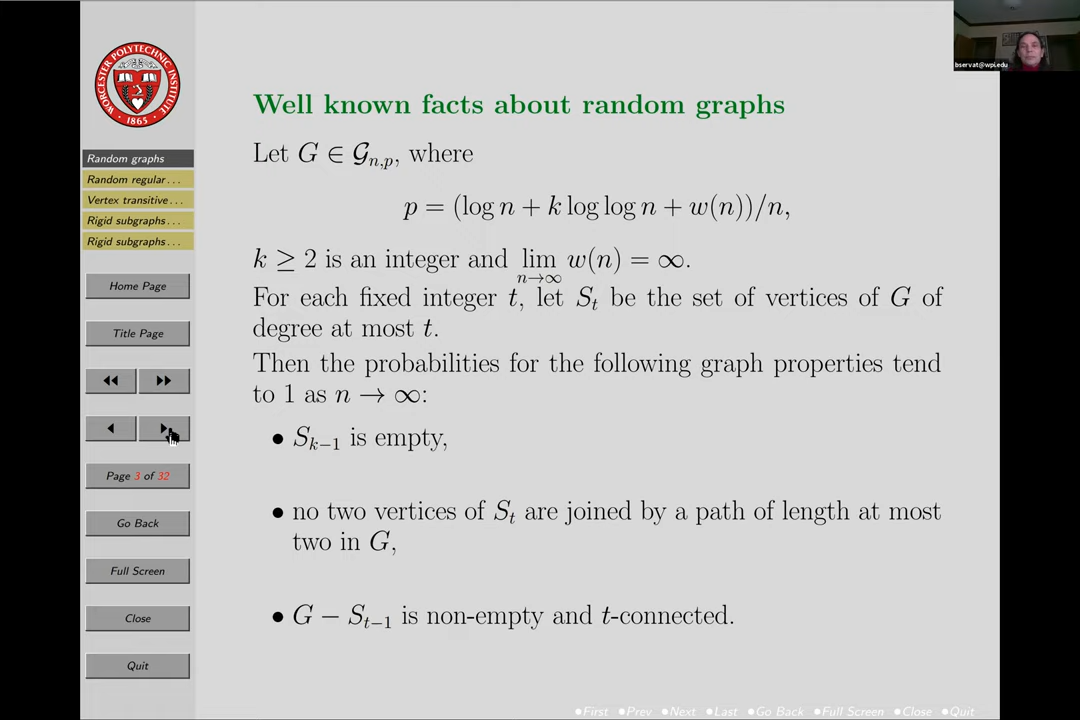 WORCESTER POLYTECHNIC INSTITUTE
1865
bservat@wpi.edu
Random graphs
Random regular...
Vertex transitive...
Rigid subgraphs...
Rigid subgraphs...
Home Page
Title Page
Page 3 of 32
Go Back
Full Screen
Close
Quit
Well known facts about random graphs
Let G ∈ 𝒢ₙ,ₚ, where
p = (log n + k log log n + w(n))/n,
k ≥ 2 is an integer and lim w(n) = ∞.
n→∞
For each fixed integer t, let Sₜ be the set of vertices of G of
degree at most t.
Then the probabilities for the following graph properties tend
to 1 as n → ∞:
• Sₖ₋₁ is empty,
• no two vertices of Sₜ are joined by a path of length at most
two in G,
• G − Sₜ₋₁ is non-empty and t-connected.
•First •Prev •Next •Last •Go Back •Full Screen •Close •Quit